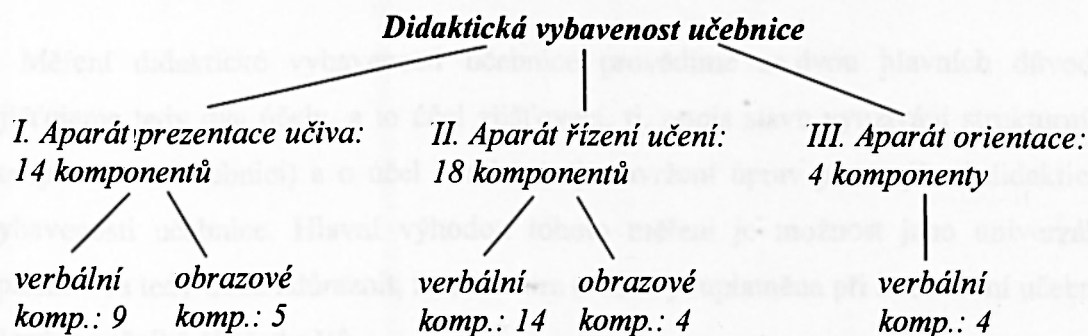 Didaktická vybavenost učebnice
I. Aparát prezentace učiva:
14 komponentů
II. Aparát řízení učení:
18 komponentů
III. Aparát orientace:
4 komponenty
verbální
komp.: 9
obrazové
komp.: 5
verbální
komp.: 14
obrazové
komp.: 4
verbální
komp.: 4